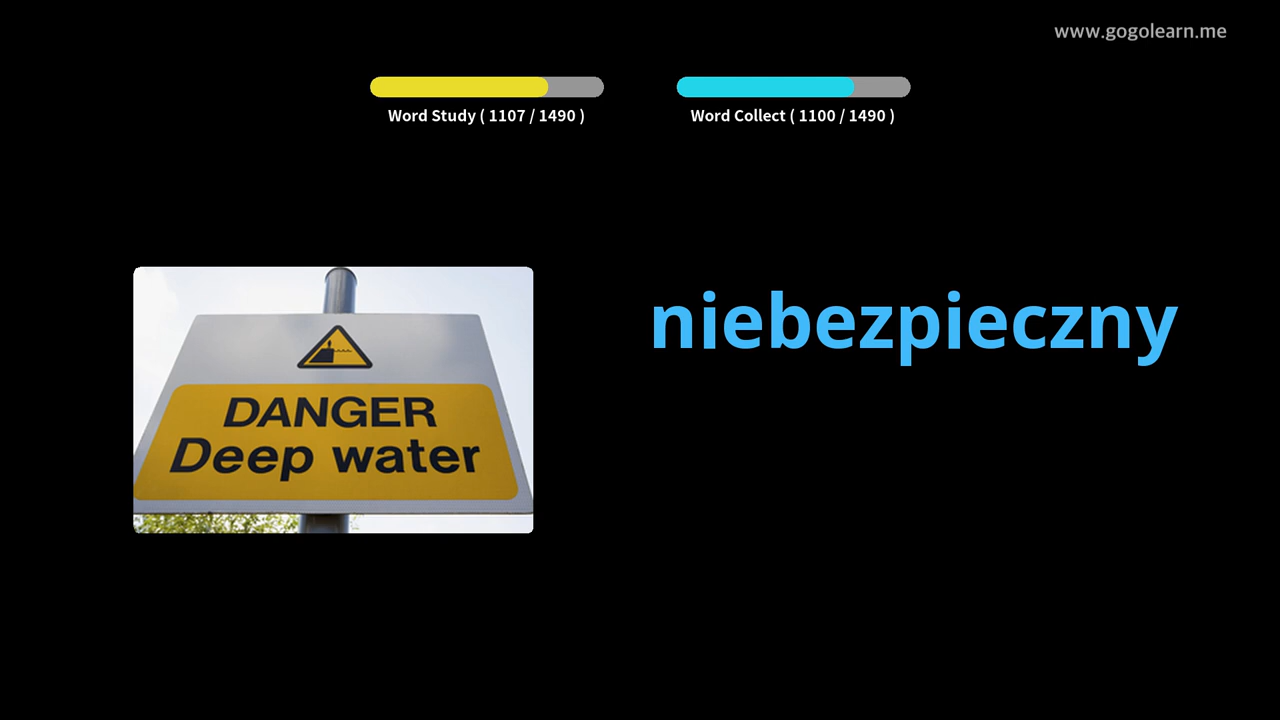 www.gogolearn.me
Word Study ( 1107 / 1490 )
Word Collect ( 1100 / 1490 )
niebezpieczny
DANGER
Deep water